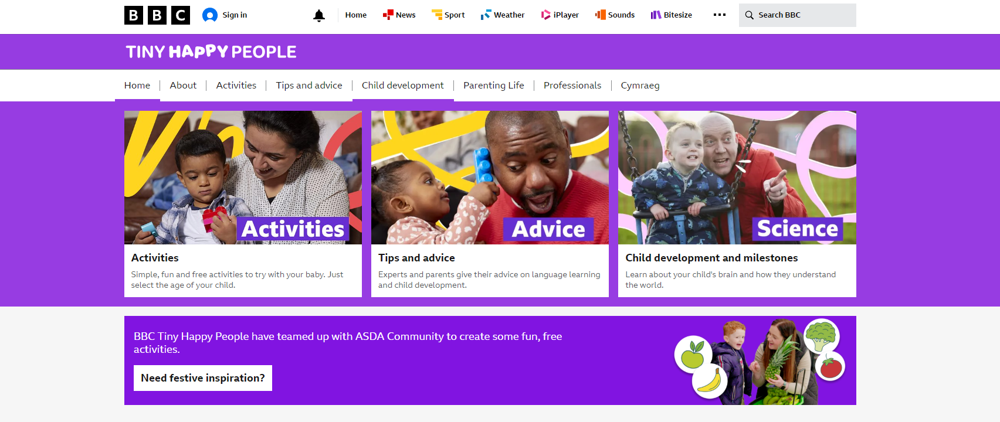 BBC
Sign in
Home
News
Sport
Weather
iPlayer
Sounds
Bitesize
Search BBC
TINY HAPPY PEOPLE
Home
About
Activities
Tips and advice
Child development
Parenting Life
Professionals
Cymraeg
Activities
Activities
Simple, fun and free activities to try with your baby. Just
select the age of your child.
Advice
Tips and advice
Experts and parents give their advice on language learning
and child development.
Science
Child development and milestones
Learn about your child's brain and how they understand
the world.
BBC Tiny Happy People have teamed up with ASDA Community to create some fun, free
activities.
Need festive inspiration?